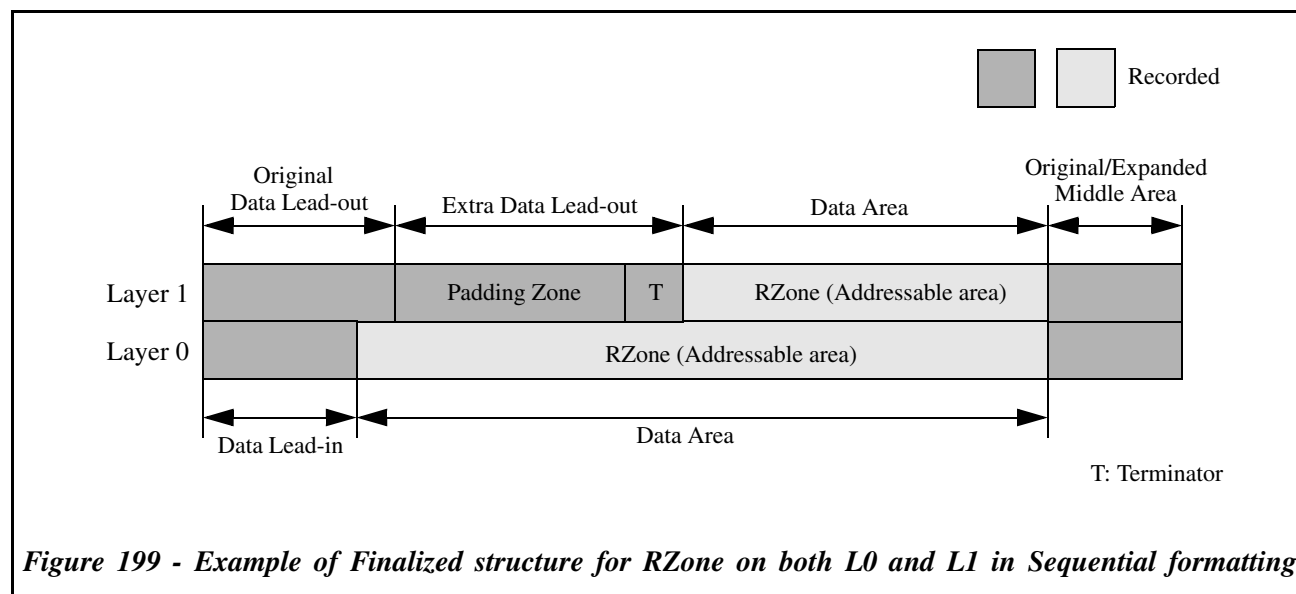 Recorded
Original
Data Lead-out
Extra Data Lead-out
Data Area
Original/Expanded
Middle Area
Layer 1
Padding Zone
T
RZone (Addressable area)
Layer 0
RZone (Addressable area)
Data Lead-in
Data Area
T: Terminator
Figure 199 - Example of Finalized structure for RZone on both L0 and L1 in Sequential formatting